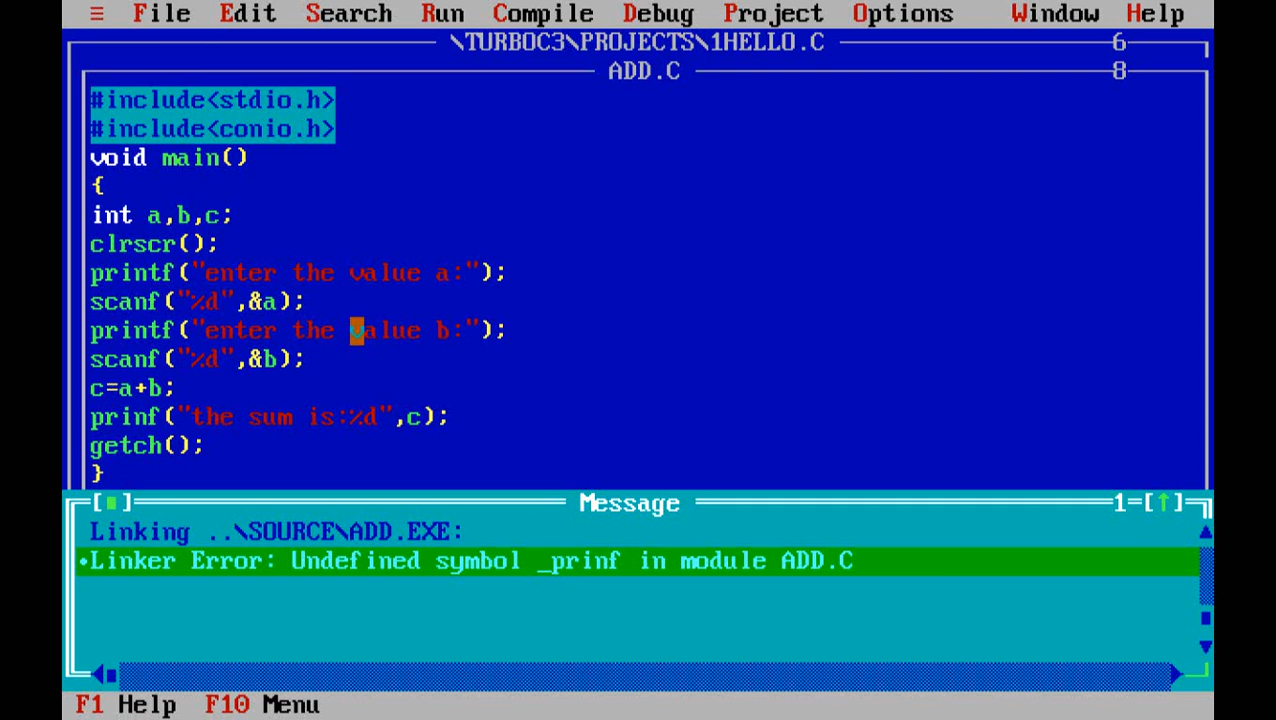 ≡ File Edit Search Run Compile Debug Project Options Window Help
\TURBOC3\PROJECTS\1HELLO.C 6
ADD.C 8
#include<stdio.h>
#include<conio.h>
void main()
{
int a,b,c;
clrscr();
printf("enter the value a:");
scanf("%d",&a);
printf("enter the value b:");
scanf("%d",&b);
c=a+b;
prinf("the sum is:%d",c);
getch();
}
[■] Message 1=[↑]
Linking ..\SOURCE\ADD.EXE:
•Linker Error: Undefined symbol _prinf in module ADD.C
F1 Help F10 Menu